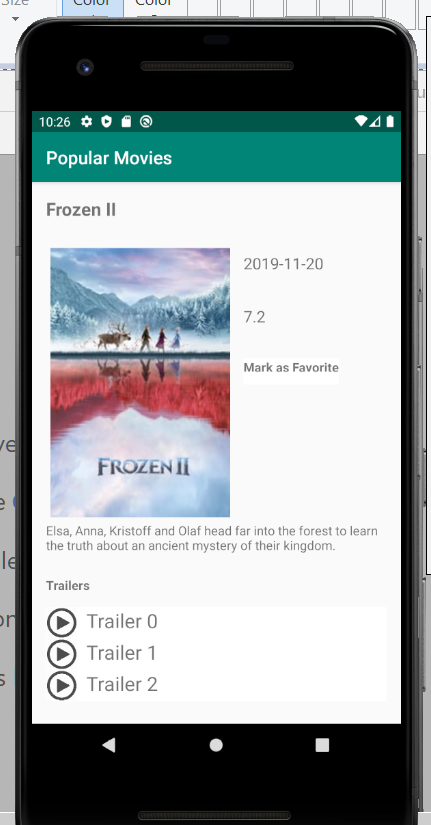 Size
Color
Color
10:26
Popular Movies
Frozen II
2019-11-20
7.2
Mark as Favorite
FROZEN II
Elsa, Anna, Kristoff and Olaf head far into the forest to learn
the truth about an ancient mystery of their kingdom.
Trailers
Trailer 0
Trailer 1
Trailer 2